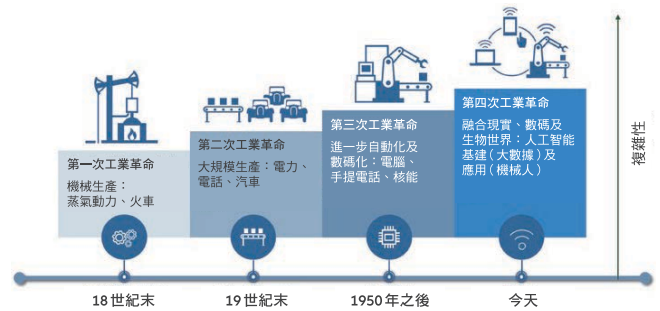 第一次工業革命
機械生產：
蒸氣動力、火車
第二次工業革命
大規模生產：電力、
電話、汽車
第三次工業革命
進一步自動化及
數碼化：電腦、
手提電話、核能
第四次工業革命
融合現實、數碼及
生物世界：人工智能
基建（大數據）及
應用（機械人）
複雜性
18世紀末
19世紀末
1950年之後
今天